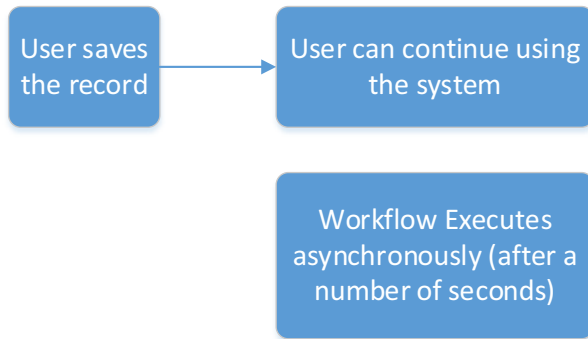 User saves
the record
User can continue using
the system
Workflow Executes
asynchronously (after a
number of seconds)